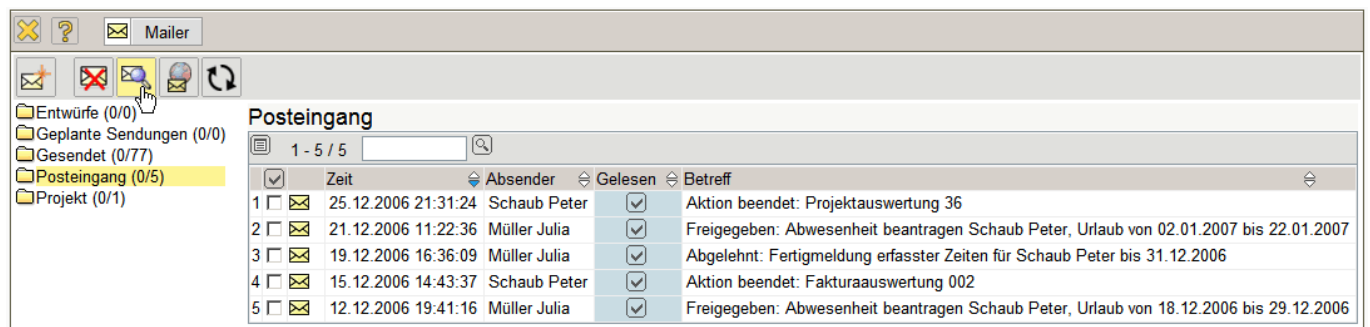 Mailer
Entwürfe (0/0)
Geplante Sendungen (0/0)
Gesendet (0/77)
Posteingang (0/5)
Projekt (0/1)
Posteingang
1 - 5 / 5
Zeit Absender Gelesen Betreff
1 25.12.2006 21:31:24 Schaub Peter Aktion beendet: Projektauswertung 36
2 21.12.2006 11:22:36 Müller Julia Freigegeben: Abwesenheit beantragen Schaub Peter, Urlaub von 02.01.2007 bis 22.01.2007
3 19.12.2006 16:36:09 Müller Julia Abgelehnt: Fertigmeldung erfasster Zeiten für Schaub Peter bis 31.12.2006
4 15.12.2006 14:43:37 Schaub Peter Aktion beendet: Fakturaauswertung 002
5 12.12.2006 19:41:16 Müller Julia Freigegeben: Abwesenheit beantragen Schaub Peter, Urlaub von 18.12.2006 bis 29.12.2006